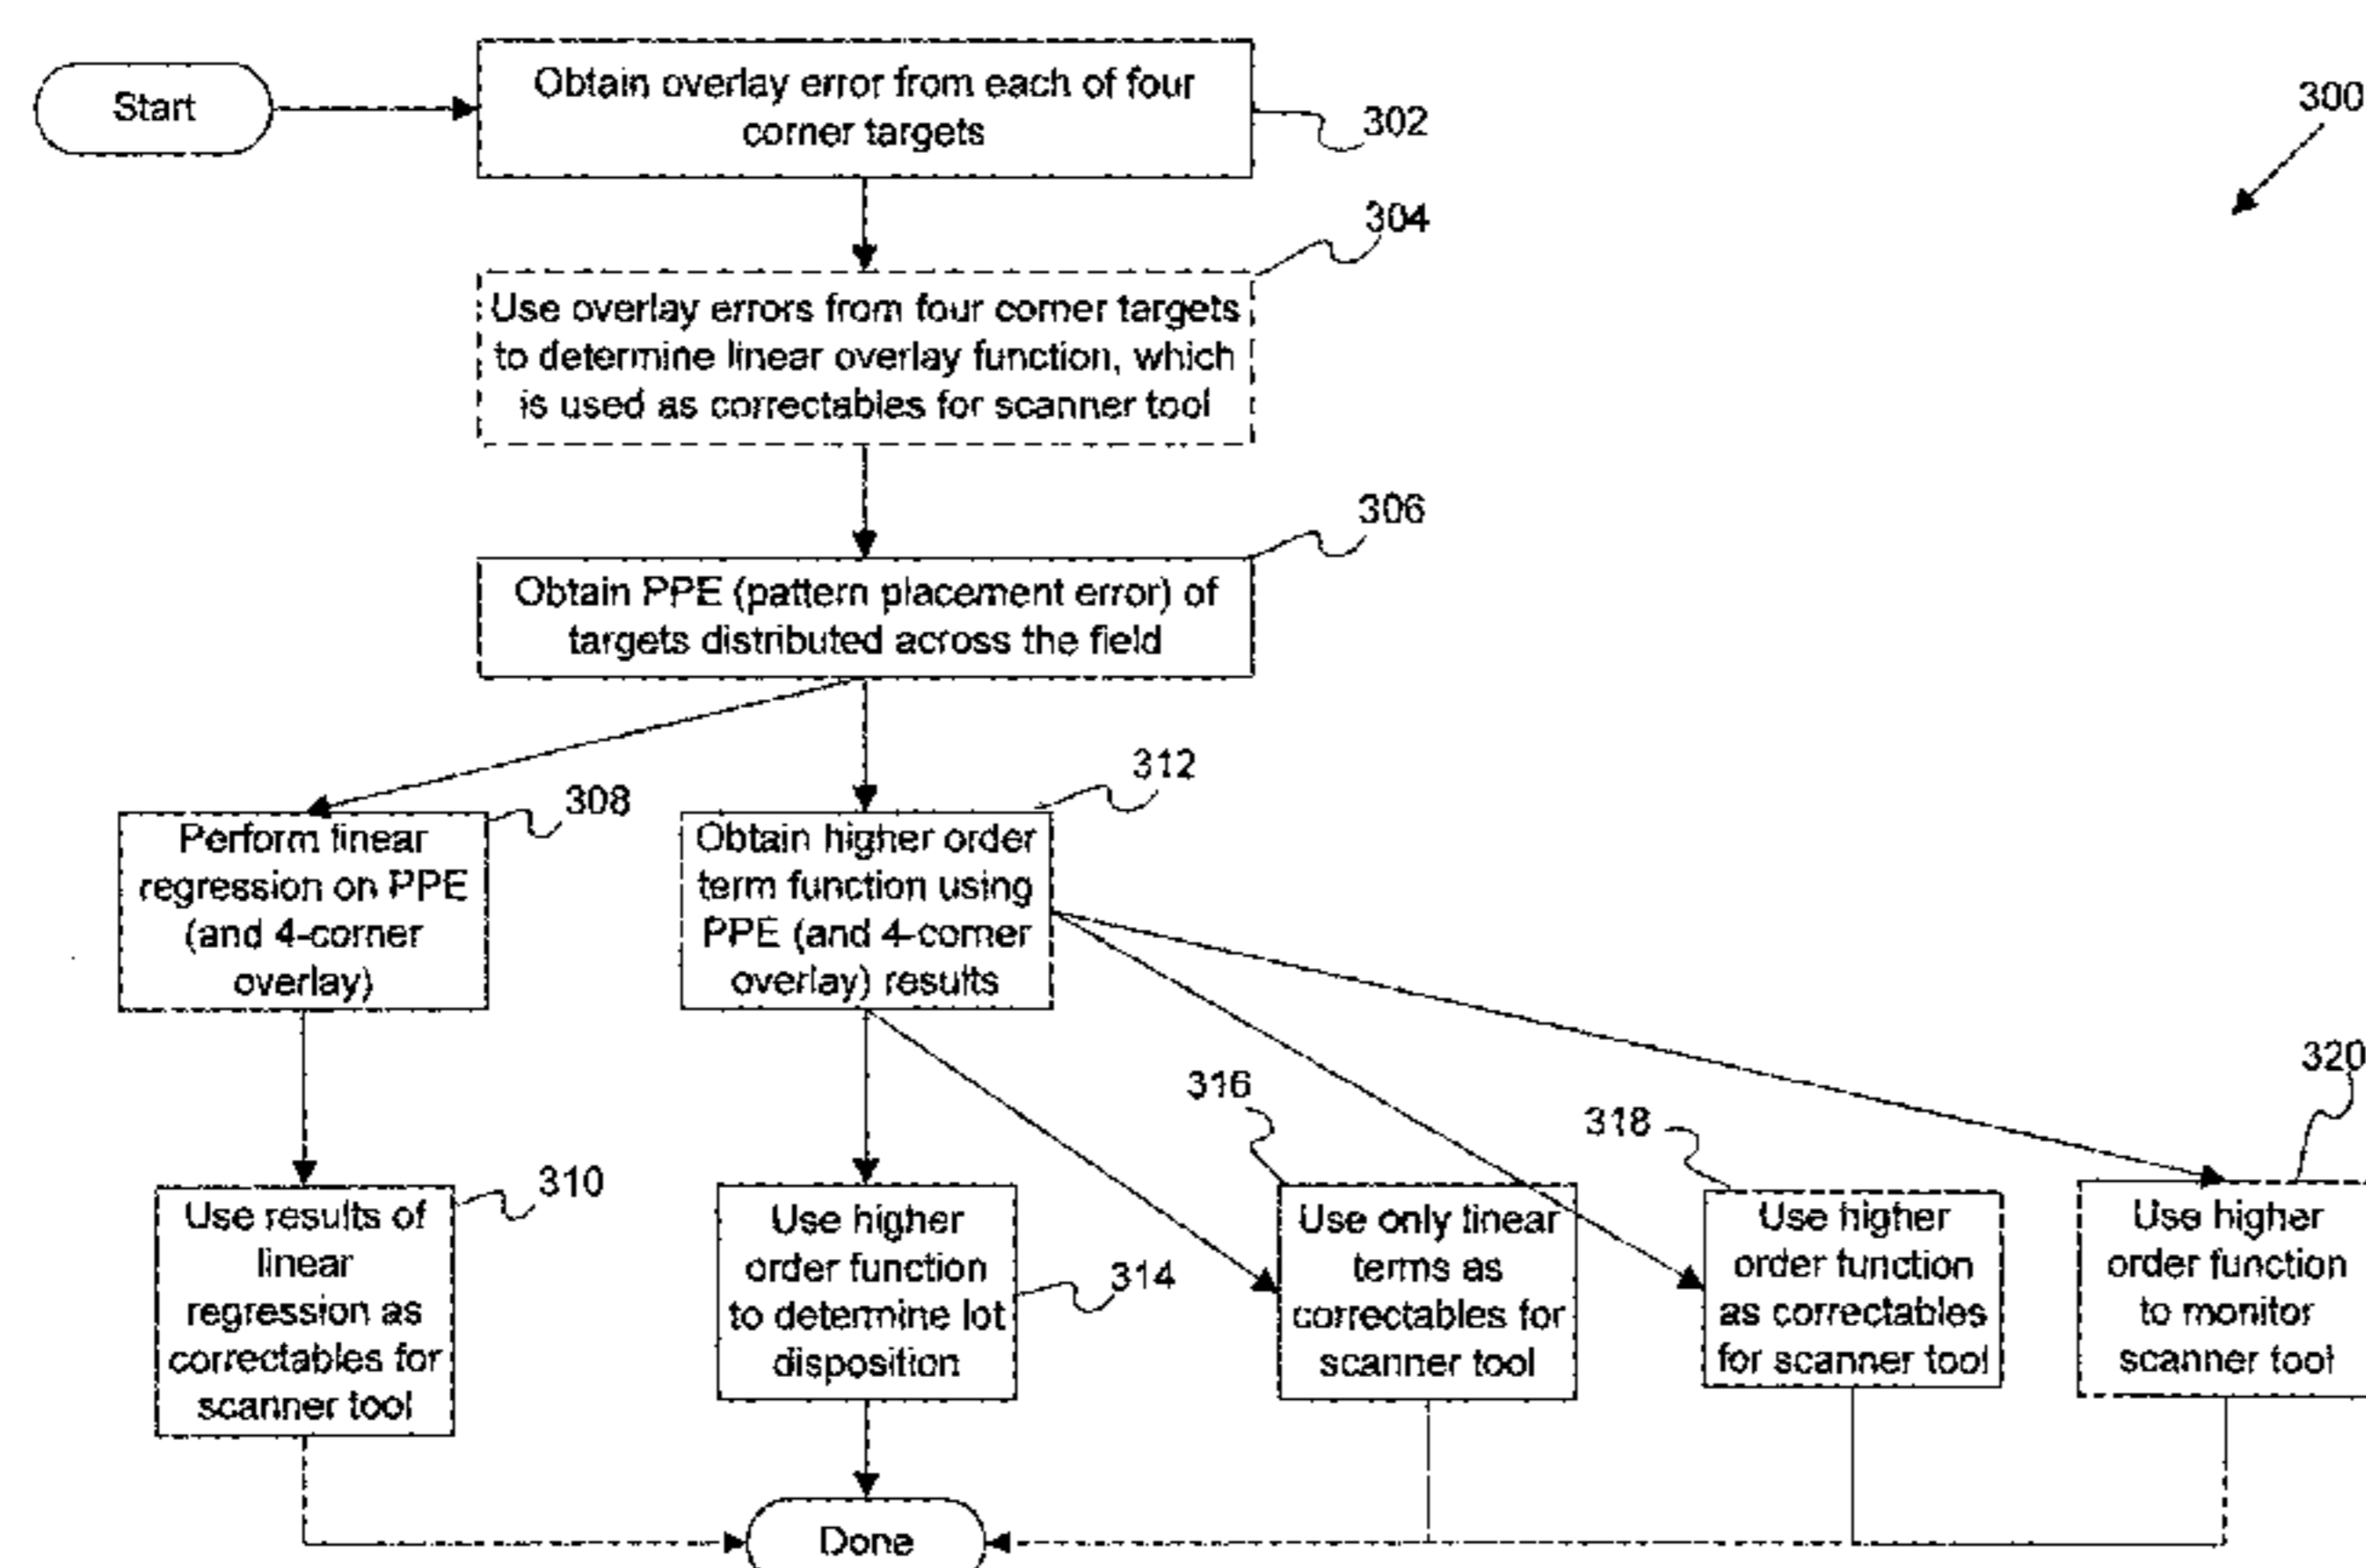 Start
Obtain overlay error from each of four
corner targets
302
300
304
Use overlay errors from four corner targets
to determine linear overlay function, which
is used as correctables for scanner tool
306
Obtain PPE (pattern placement error) of
targets distributed across the field
308
Perform linear
regression on PPE
(and 4-corner
overlay)
312
Obtain higher order
term function using
PPE (and 4-corner
overlay) results
310
Use results of
linear
regression as
correctables for
scanner tool
314
Use higher
order function
to determine lot
disposition
316
Use only linear
terms as
correctables for
scanner tool
318
Use higher
order function
as correctables
for scanner tool
320
Use higher
order function
to monitor
scanner tool
Done